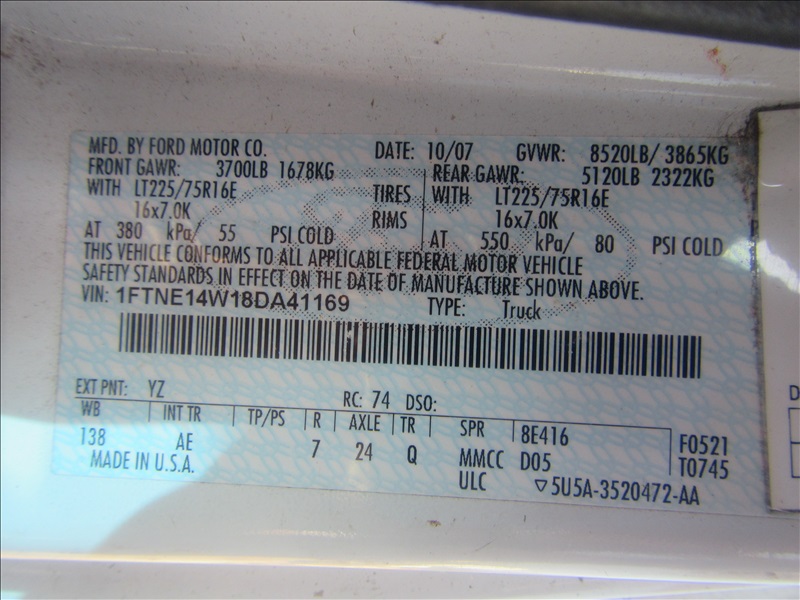 MFD. BY FORD MOTOR CO. DATE: 10/07 GVWR: 8520LB/ 3865KG
FRONT GAWR: 3700LB 1678KG REAR GAWR: 5120LB 2322KG
WITH LT225/75R16E TIRES WITH LT225/75R16E
16x7.0K RIMS 16x7.0K
AT 380 kPa/ 55 PSI COLD AT 550 kPa/ 80 PSI COLD
THIS VEHICLE CONFORMS TO ALL APPLICABLE FEDERAL MOTOR VEHICLE
SAFETY STANDARDS IN EFFECT ON THE DATE OF MANUFACTURE SHOWN ABOVE.
VIN: 1FTNE14W18DA41169 TYPE: Truck
EXT PNT: YZ RC: 74 DSO:
WB INT TR TP/PS R AXLE TR SPR 8E416 F0521
138 AE 7 24 Q MMCC D05 T0745
MADE IN U.S.A. ULC ▽5U5A-3520472-AA
D